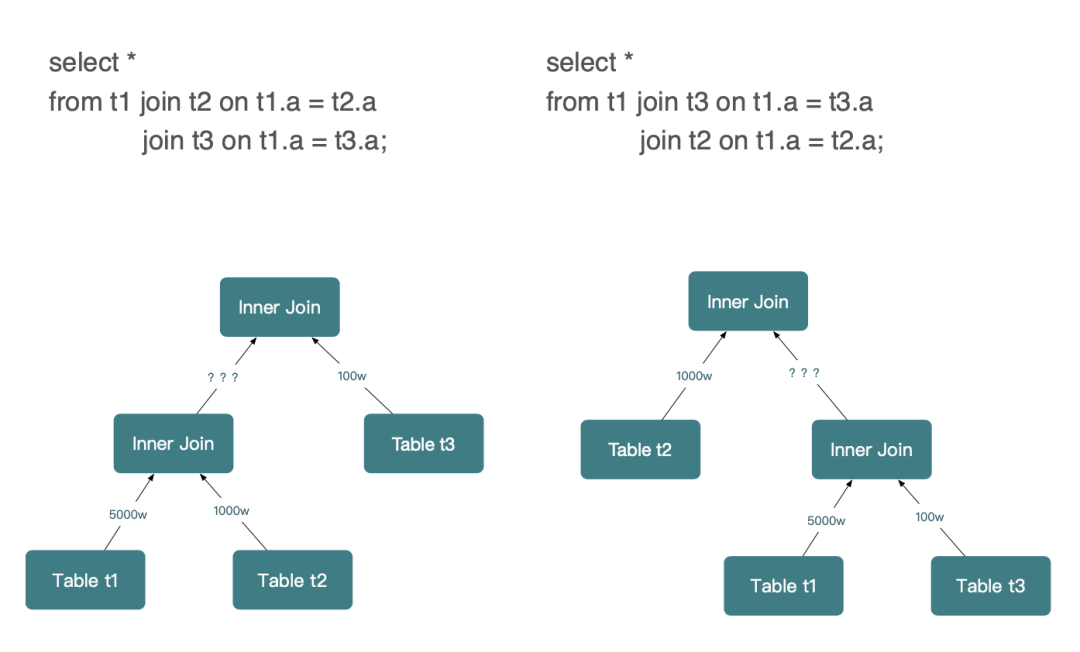 select *
from t1 join t2 on t1.a = t2.a
join t3 on t1.a = t3.a;
select *
from t1 join t3 on t1.a = t3.a
join t2 on t1.a = t2.a;
Inner Join
? ? ?
100w
Inner Join
Table t3
5000w
1000w
Table t1
Table t2
Inner Join
1000w
? ? ?
Table t2
Inner Join
5000w
100w
Table t1
Table t3